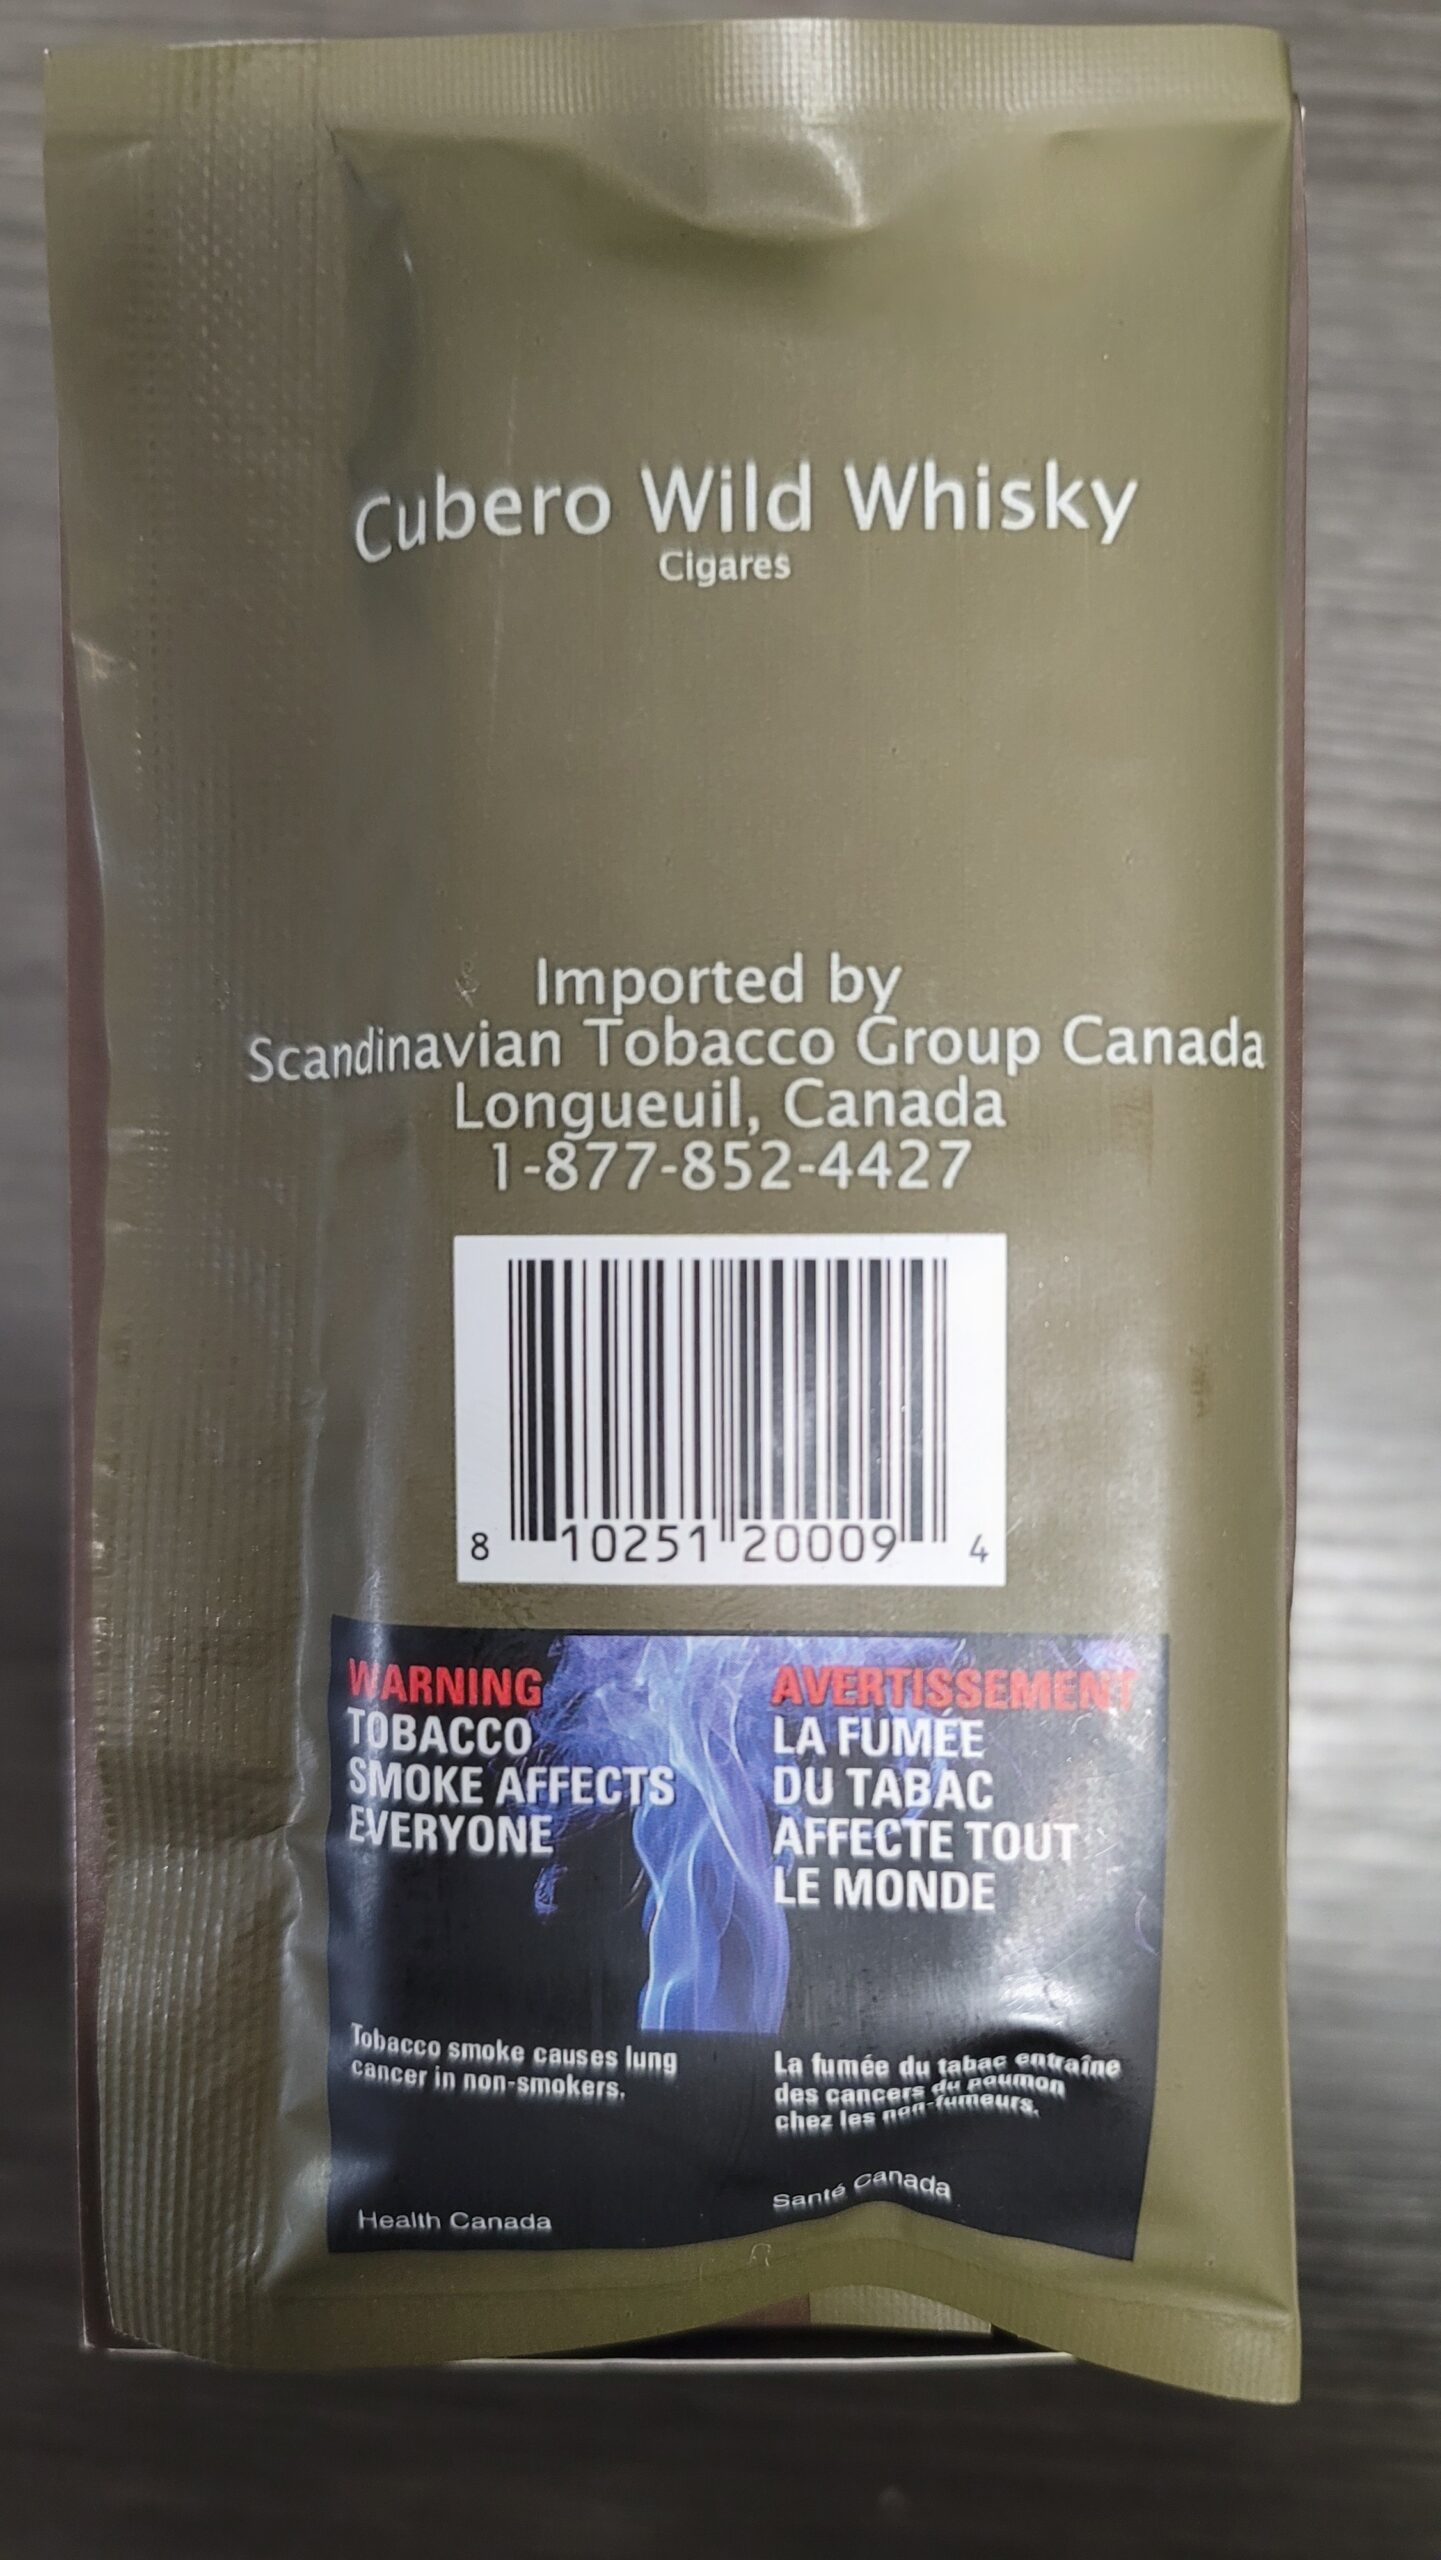 Cubero Wild Whisky
Cigares
Imported by
Scandinavian Tobacco Group Canada
Longueuil, Canada
1-877-852-4427
8 10251 20009 4
WARNING
TOBACCO
SMOKE AFFECTS
EVERYONE
Tobacco smoke causes lung
cancer in non-smokers.
Health Canada
AVERTISSEMENT
LA FUMÉE
DU TABAC
AFFECTE TOUT
LE MONDE
La fumée du tabac entraîne
des cancers du poumon
chez les non-fumeurs.
Santé Canada